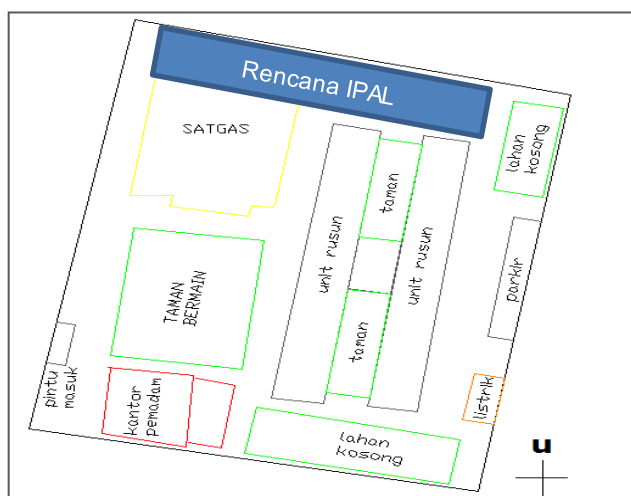 Rencana IPAL
SATGAS
lahan
kosong
taman
unit rusun
unit rusun
parkir
TAMAN
BERMAIN
taman
pintu
masuk
kantor
pemadam
listrik
lahan
kosong
u